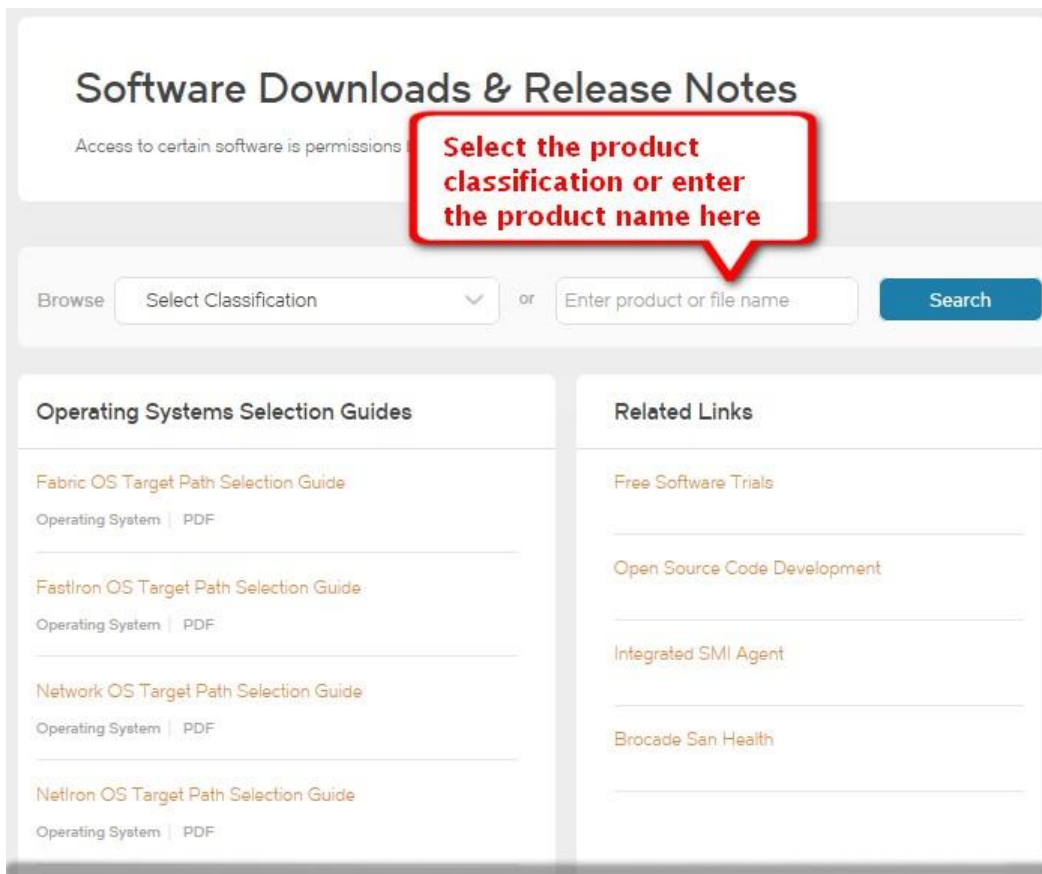 Software Downloads & Release Notes
Access to certain software is permissions
Select the product
classification or enter
the product name here
Browse
Select Classification
or
Enter product or file name
Search
Operating Systems Selection Guides
Fabric OS Target Path Selection Guide
Operating System | PDF
FastIron OS Target Path Selection Guide
Operating System | PDF
Network OS Target Path Selection Guide
Operating System | PDF
NetIron OS Target Path Selection Guide
Operating System | PDF
Related Links
Free Software Trials
Open Source Code Development
Integrated SMI Agent
Brocade San Health